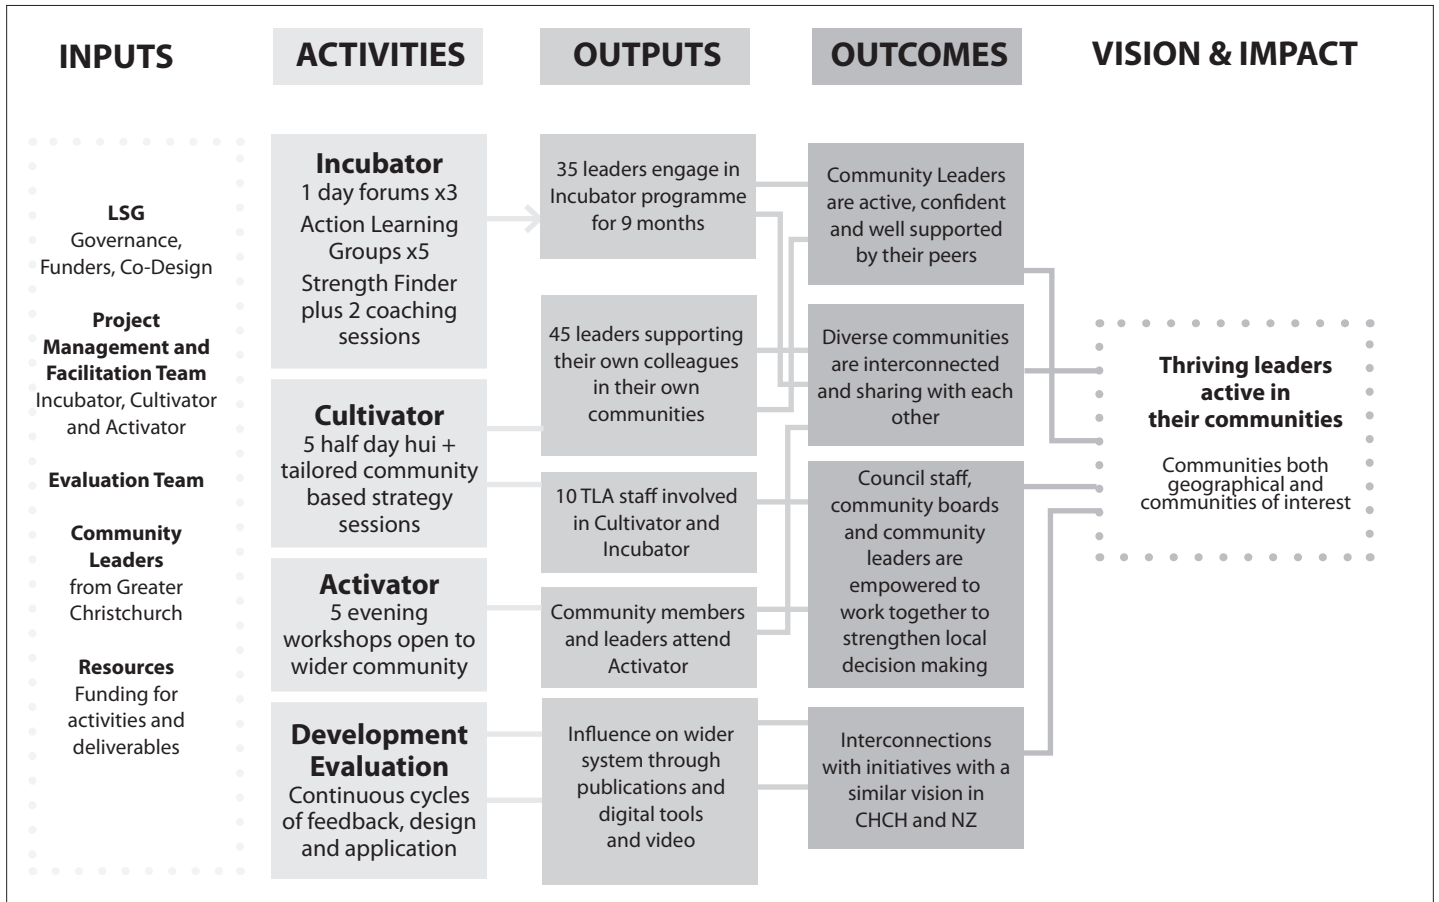 INPUTS
ACTIVITIES
OUTPUTS
OUTCOMES
VISION & IMPACT
LSG
Governance,
Funders, Co-Design
Project
Management and
Facilitation Team
Incubator, Cultivator
and Activator
Evaluation Team
Community
Leaders
from Greater
Christchurch
Resources
Funding for
activities and
deliverables
Incubator
1 day forums x3
Action Learning
Groups x5
Strength Finder
plus 2 coaching
sessions
Cultivator
5 half day hui +
tailored community
based strategy
sessions
Activator
5 evening
workshops open to
wider community
Development
Evaluation
Continuous cycles
of feedback, design
and application
35 leaders engage in
Incubator programme
for 9 months
45 leaders supporting
their own colleagues
in their own
communities
10 TLA staff involved
in Cultivator and
Incubator
Community members
and leaders attend
Activator
Influence on wider
system through
publications and
digital tools
and video
Community Leaders
are active, confident
and well supported
by their peers
Diverse communities
are interconnected
and sharing with each
other
Council staff,
community boards
and community
leaders are
empowered to
work together to
strengthen local
decision making
Interconnections
with initiatives with a
similar vision in
CHCH and NZ
Thriving leaders
active in
their communities
Communities both
geographical and
communities of interest